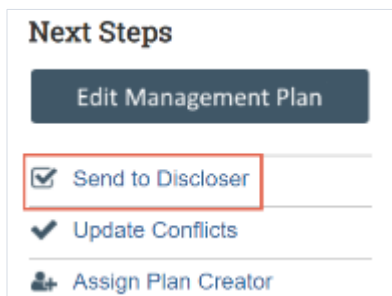 Next Steps
Edit Management Plan
Send to Discloser
Update Conflicts
Assign Plan Creator